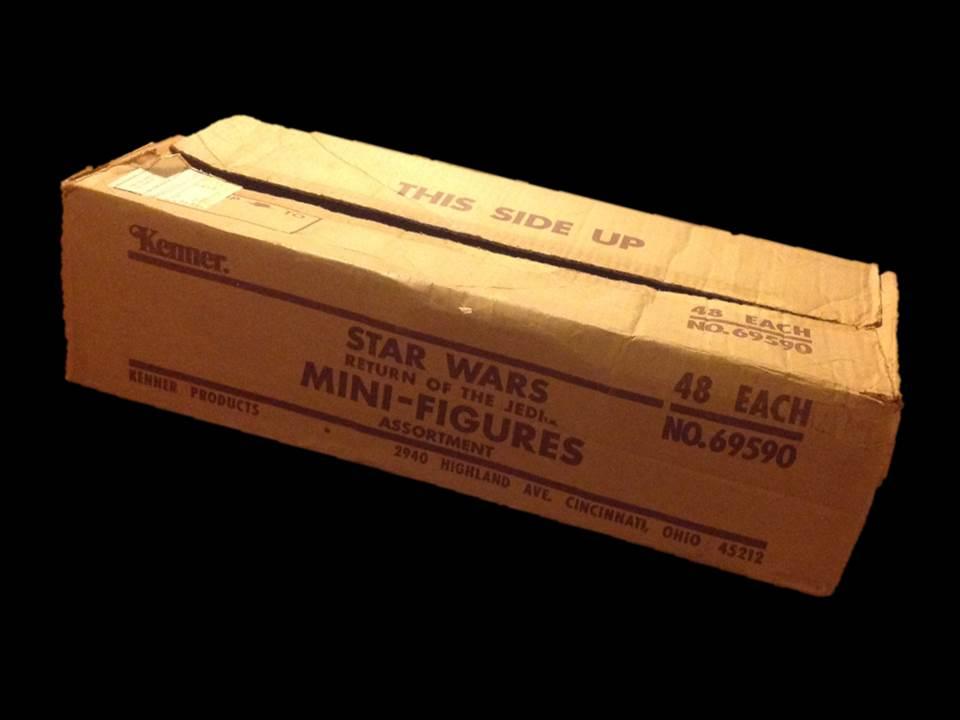 THIS SIDE UP
TO
48 EACH
NO.69590
Kenner.
STAR WARS
RETURN OF THE JEDI
MINI-FIGURES
ASSORTMENT
48 EACH
NO.69590
KENNER PRODUCTS 2940 HIGHLAND AVE. CINCINNATI, OHIO 45212